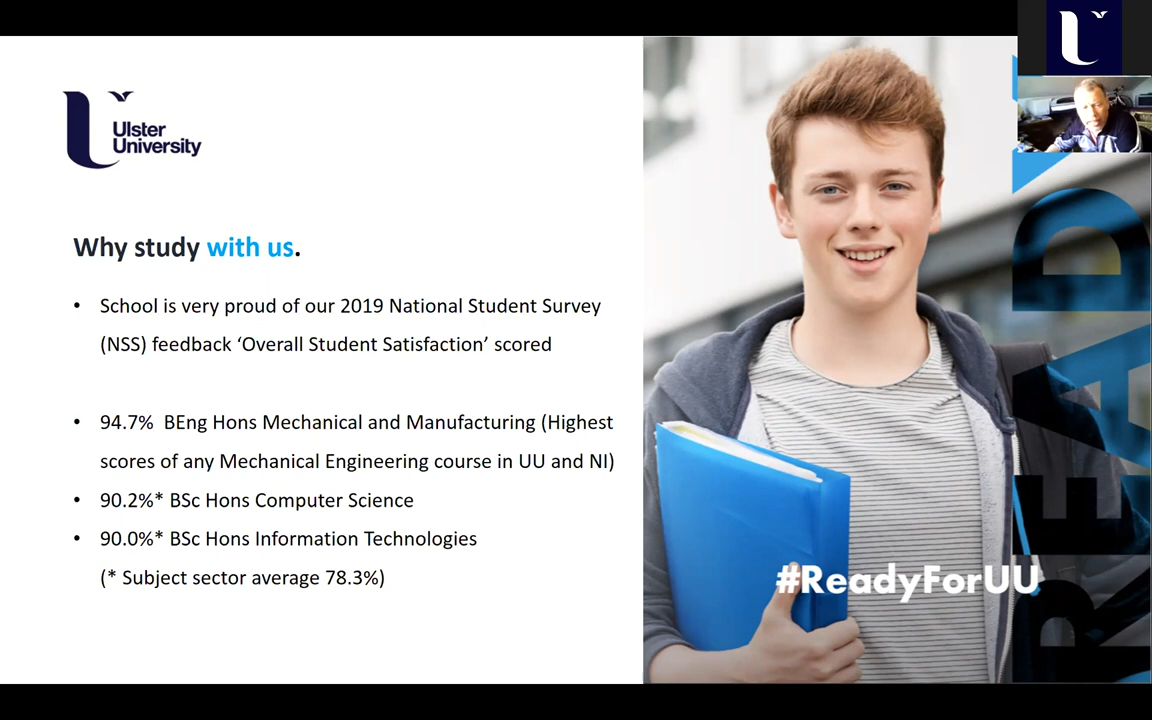 Ulster
University
Why study with us.
• School is very proud of our 2019 National Student Survey
(NSS) feedback ‘Overall Student Satisfaction’ scored
• 94.7% BEng Hons Mechanical and Manufacturing (Highest
scores of any Mechanical Engineering course in UU and NI)
• 90.2%* BSc Hons Computer Science
• 90.0%* BSc Hons Information Technologies
(* Subject sector average 78.3%)
#ReadyForUU
READY